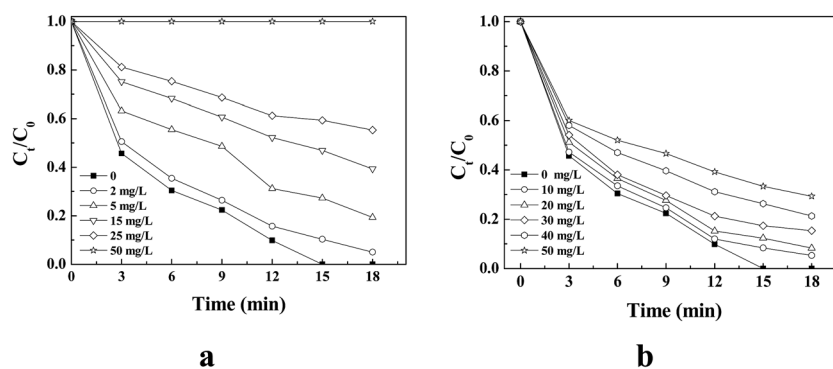 1.0
0.8
0.6
0.4
0.2
0.0
C_t/C_0
0
2 mg/L
5 mg/L
15 mg/L
25 mg/L
50 mg/L
0 3 6 9 12 15 18
Time (min)
a
1.0
0.8
0.6
0.4
0.2
0.0
C_t/C_0
0 mg/L
10 mg/L
20 mg/L
30 mg/L
40 mg/L
50 mg/L
0 3 6 9 12 15 18
Time (min)
b